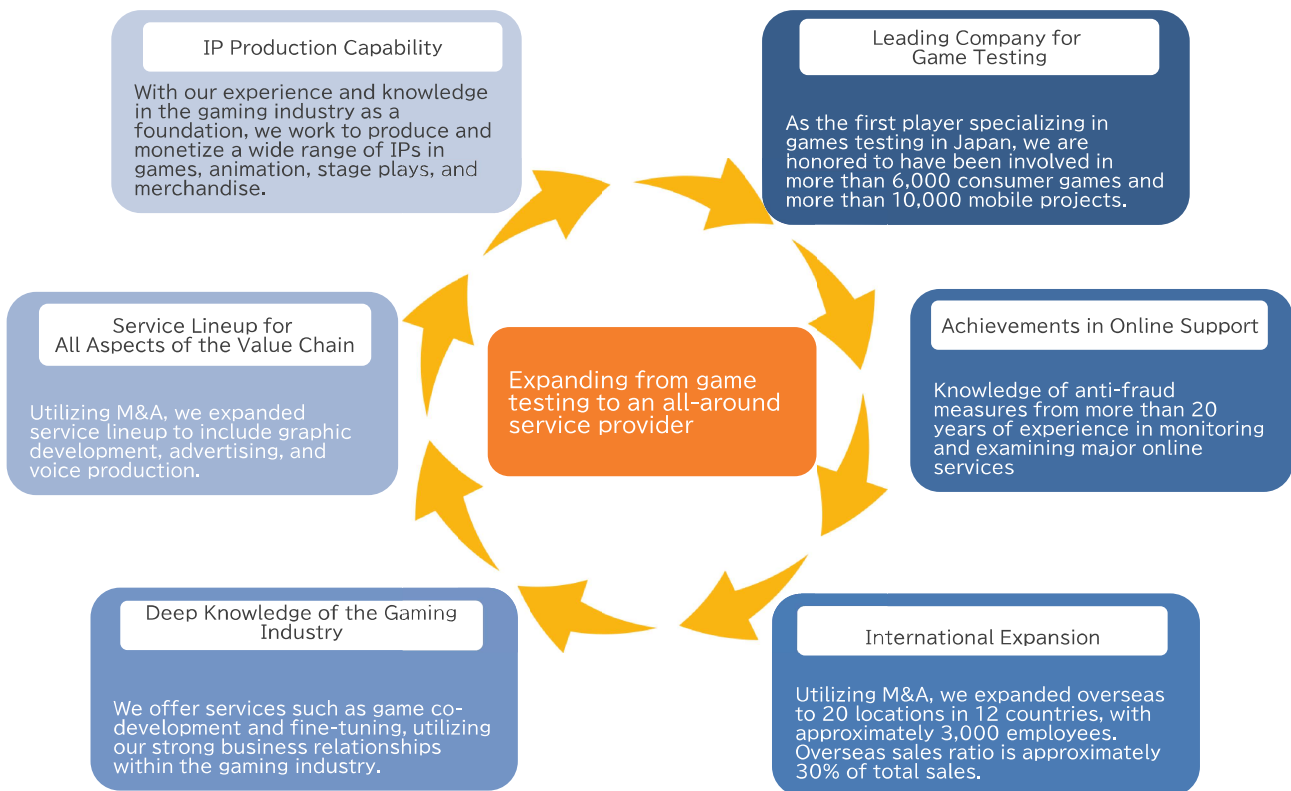 IP Production Capability
With our experience and knowledge
in the gaming industry as a
foundation, we work to produce and
monetize a wide range of IPs in
games, animation, stage plays, and
merchandise.
Leading Company for
Game Testing
As the first player specializing in
games testing in Japan, we are
honored to have been involved in
more than 6,000 consumer games and
more than 10,000 mobile projects.
Service Lineup for
All Aspects of the Value Chain
Utilizing M&A, we expanded
service lineup to include graphic
development, advertising, and
voice production.
Expanding from game
testing to an all-around
service provider
Achievements in Online Support
Knowledge of anti-fraud
measures from more than 20
years of experience in monitoring
and examining major online
services
Deep Knowledge of the Gaming
Industry
We offer services such as game co-
development and fine-tuning, utilizing
our strong business relationships
within the gaming industry.
International Expansion
Utilizing M&A, we expanded overseas
to 20 locations in 12 countries, with
approximately 3,000 employees.
Overseas sales ratio is approximately
30% of total sales.